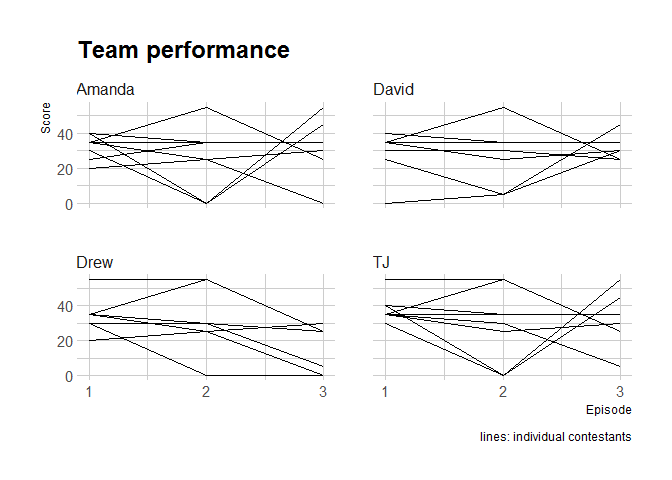 Team performance
Amanda
David
Score
40
20
0
Drew
TJ
40
20
0
1
2
3
1
2
3
Episode
lines: individual contestants